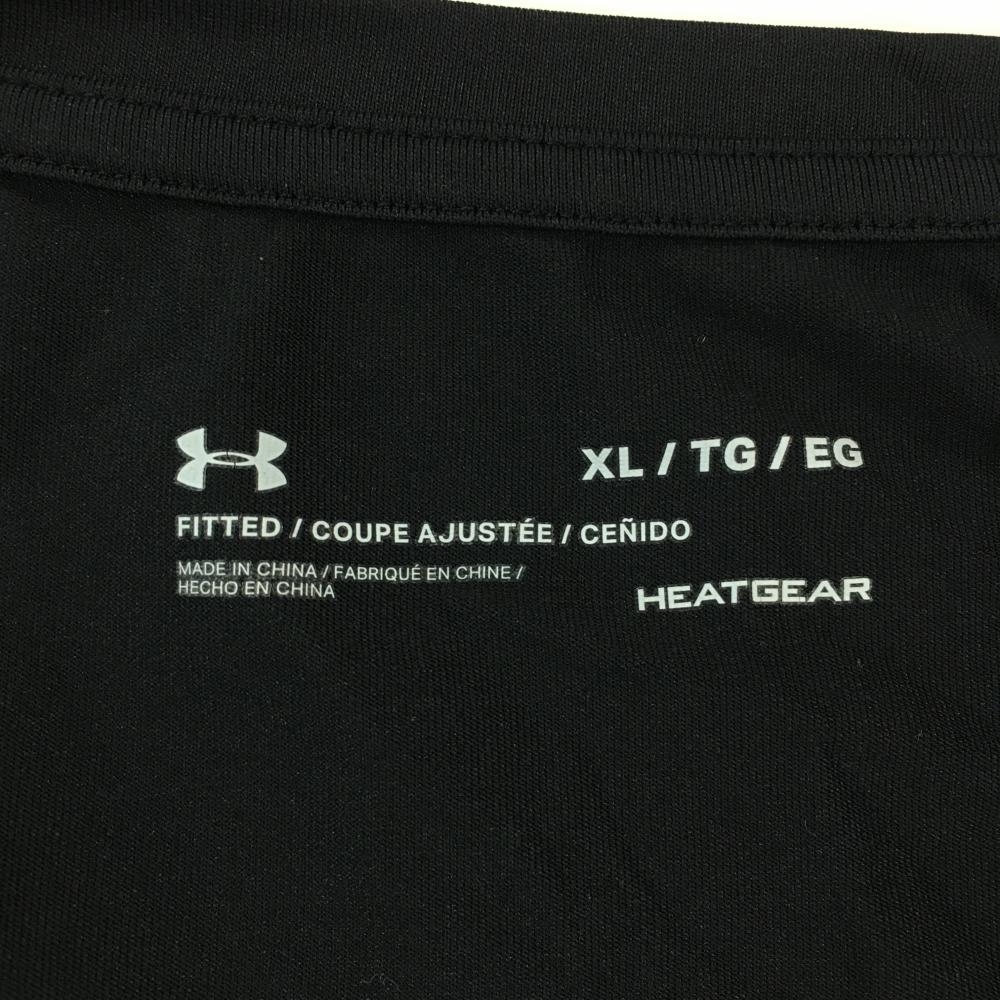 XL / TG / EG
FITTED / COUPE AJUSTÉE / CEÑIDO
MADE IN CHINA / FABRIQUÉ EN CHINE /
HECHO EN CHINA
HEATGEAR